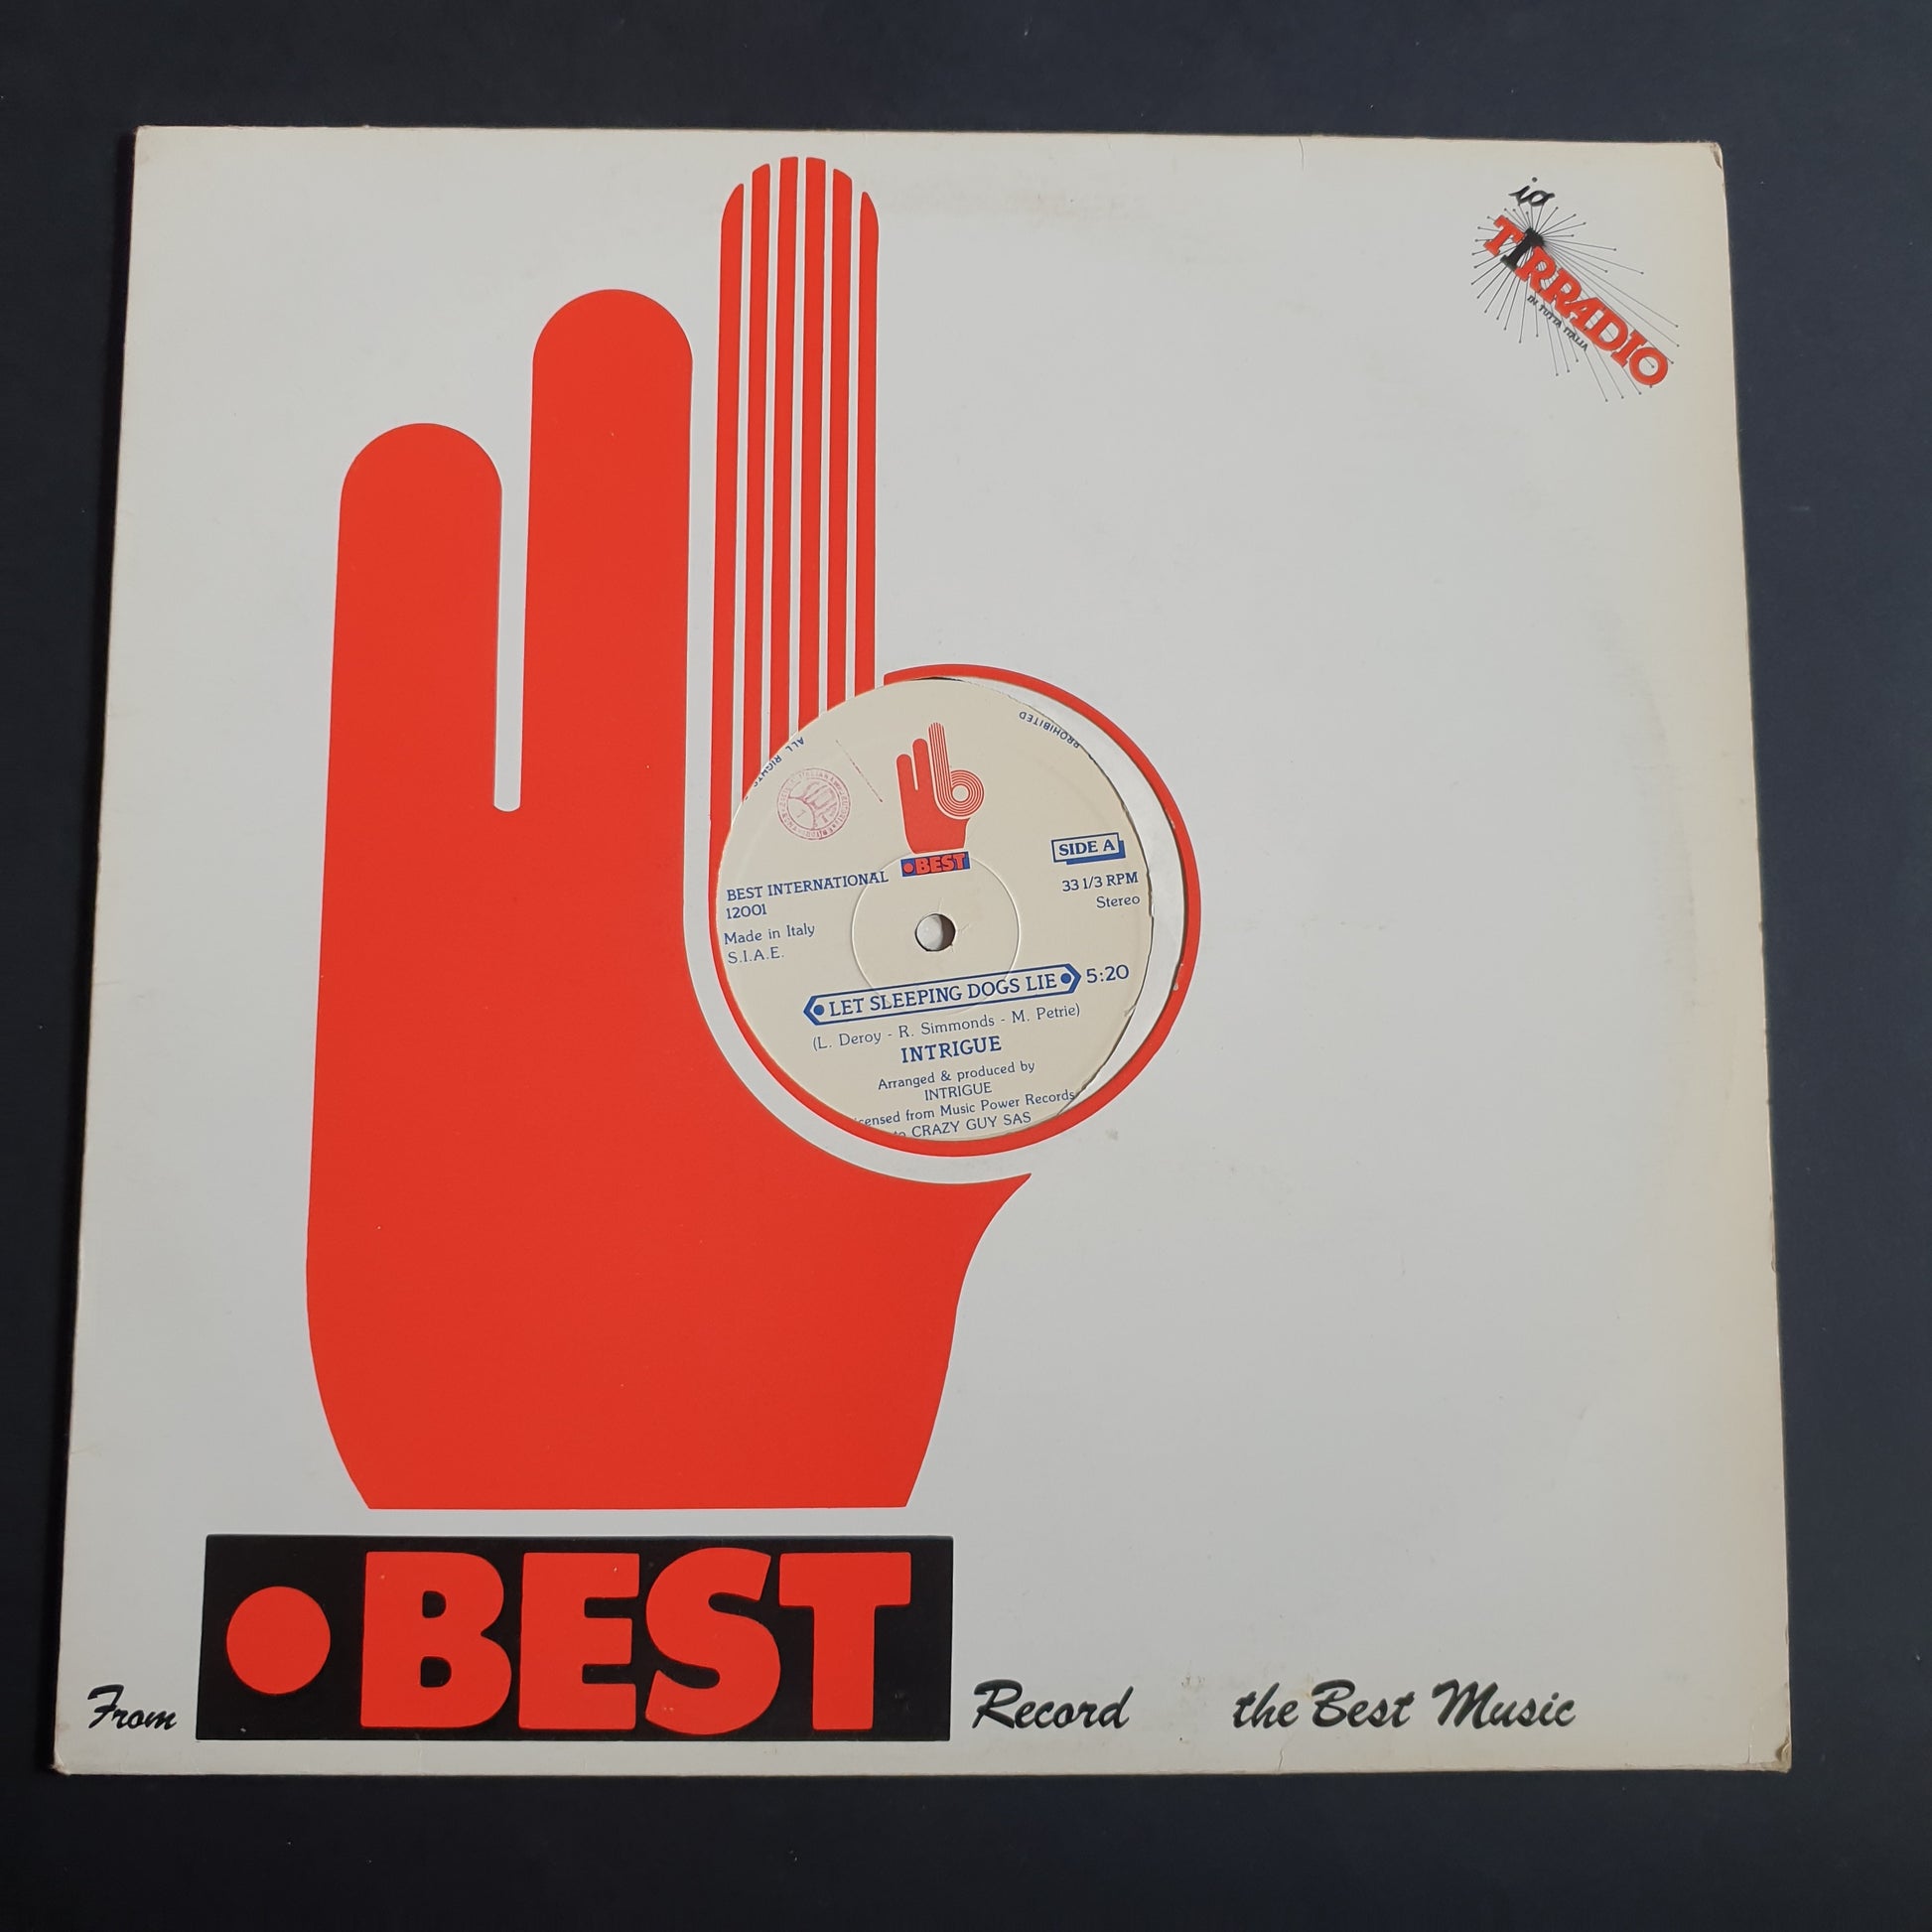 io
TIRRADIO
IN TUTTA ITALIA
ALL RIGHTS
PROHIBITED
BEST
SIDE A
BEST INTERNATIONAL
12001
33 1/3 RPM
Stereo
Made in Italy
S.I.A.E.
LET SLEEPING DOGS LIE 5:20
(L. Deroy - R. Simmonds - M. Petrie)
INTRIGUE
Arranged & produced by
INTRIGUE
from Music Power Records
to CRAZY GUY SAS
From BEST Record the Best Music